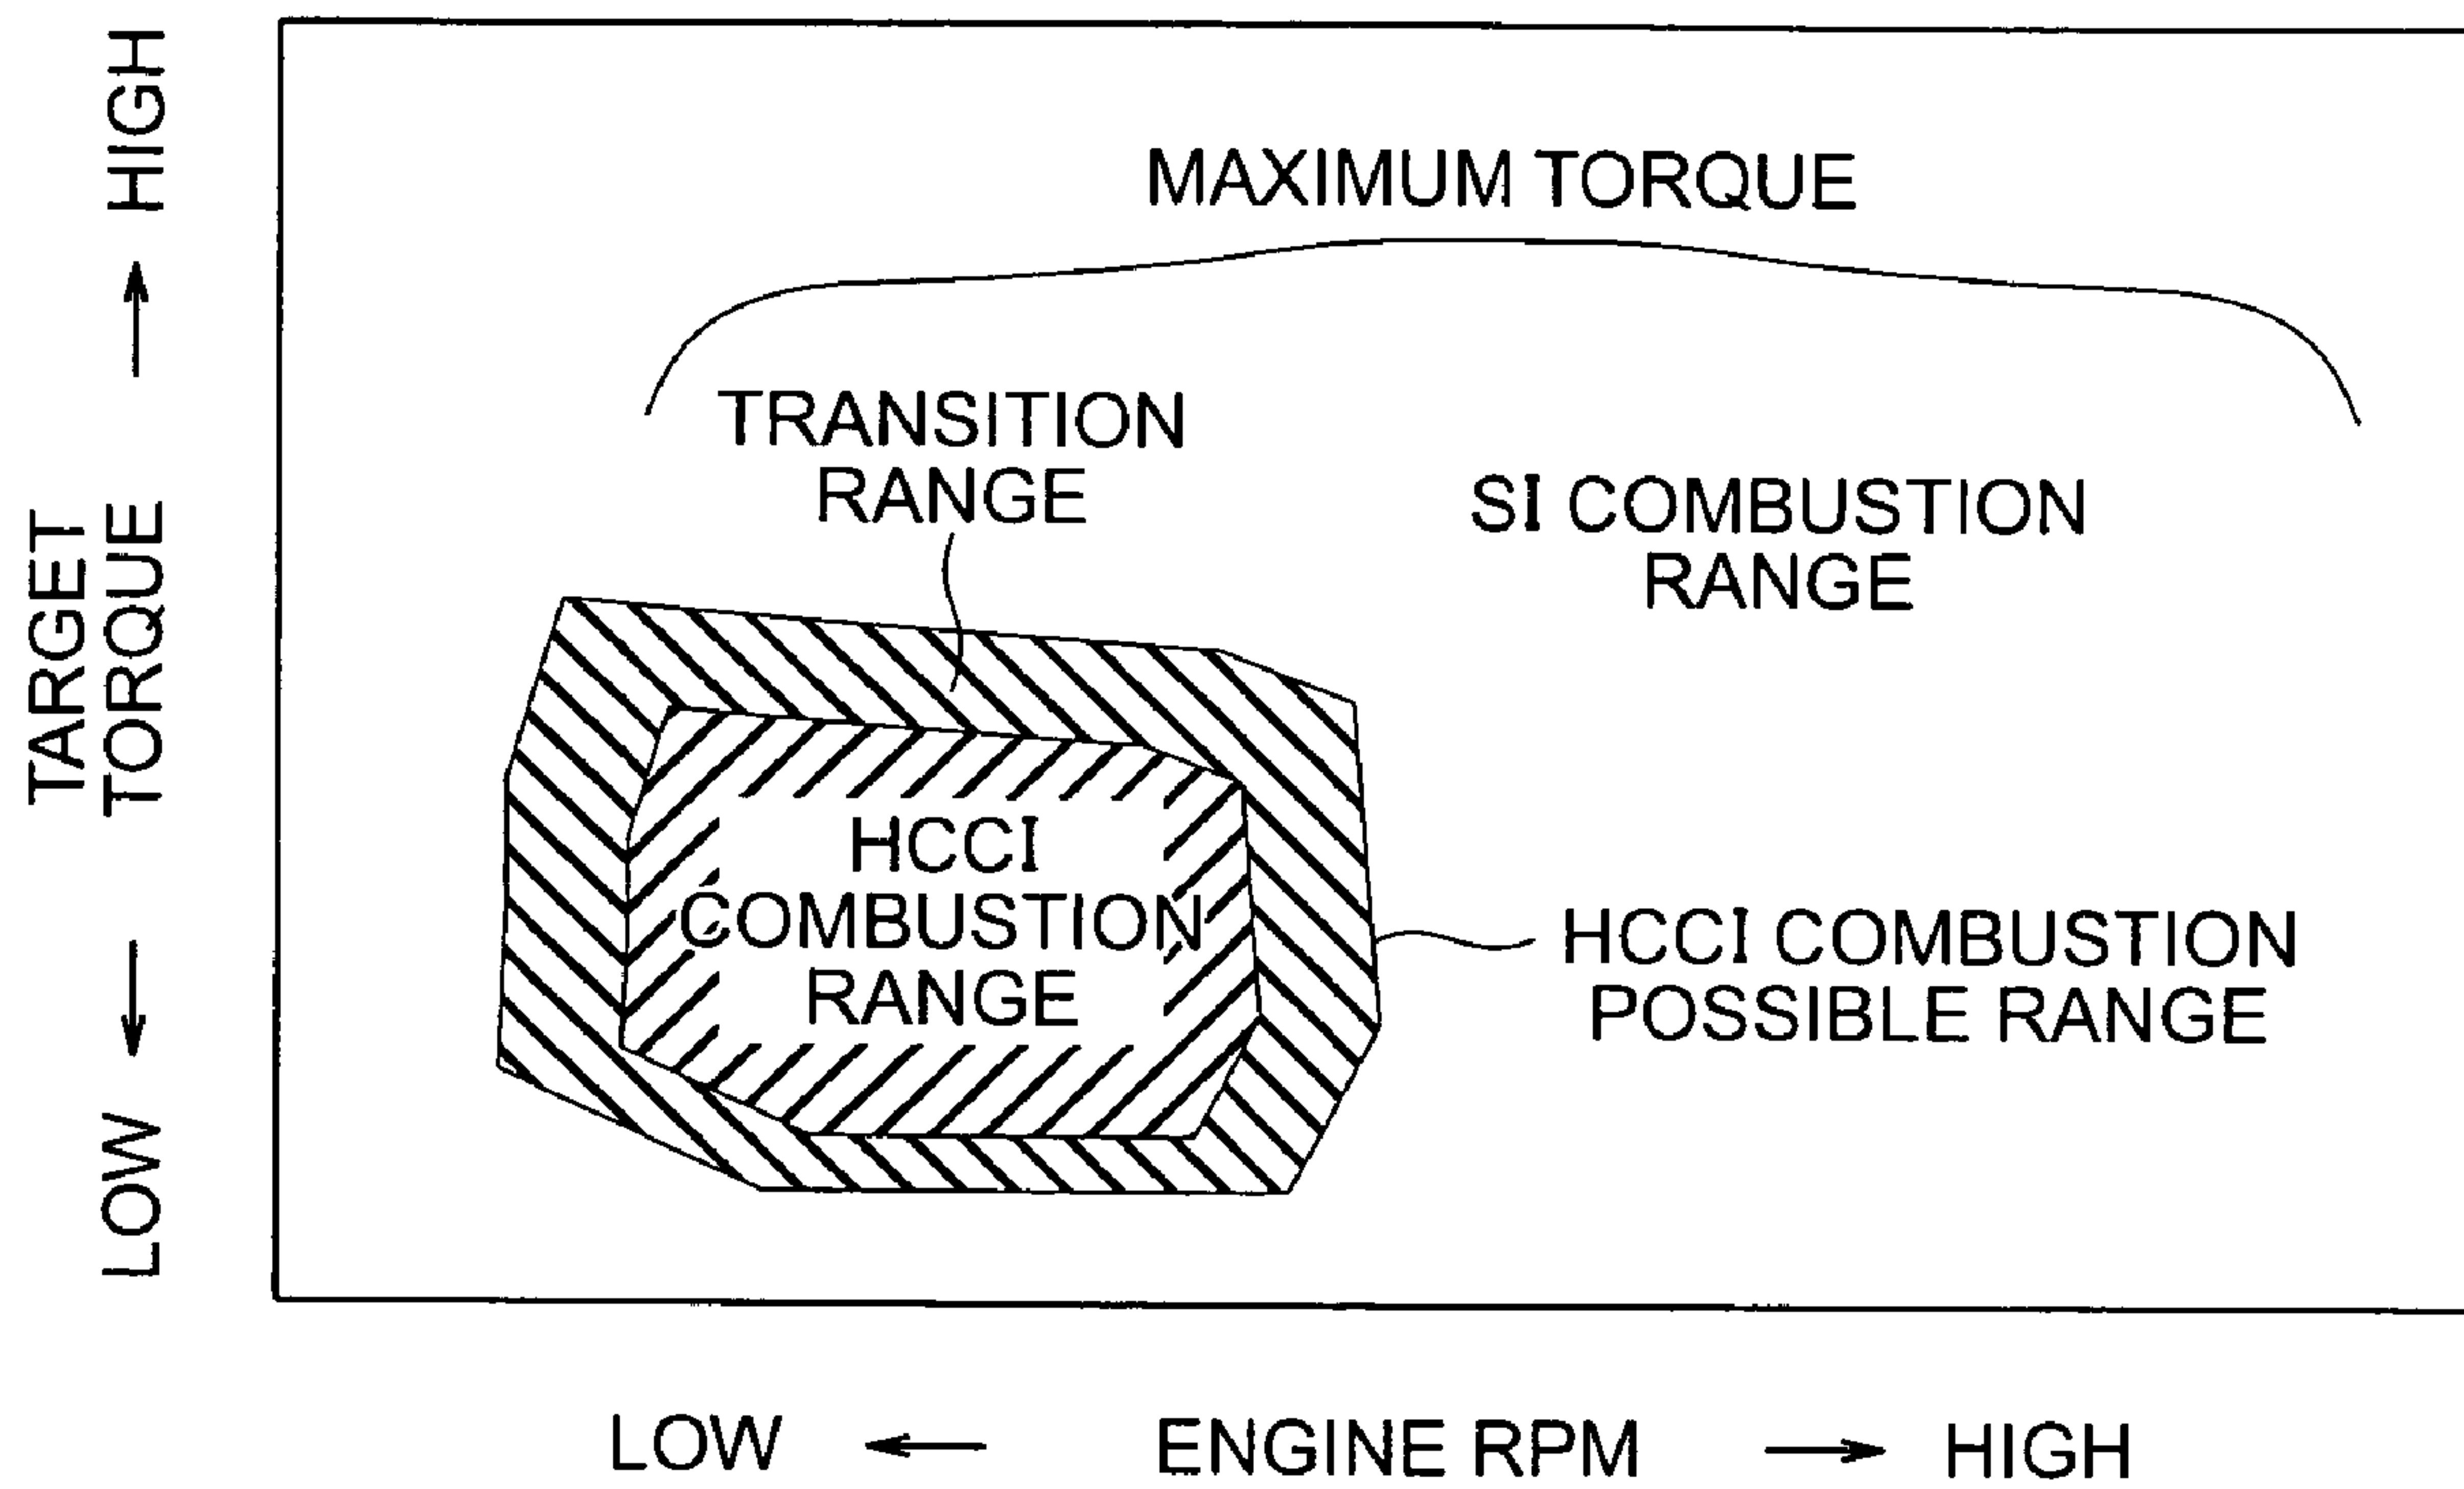 MAXIMUM TORQUE
TRANSITION
RANGE
SI COMBUSTION
RANGE
HCCI
COMBUSTION
RANGE
HCCI COMBUSTION
POSSIBLE RANGE
TARGET
LOW ← TORQUE → HIGH
LOW ← ENGINE RPM → HIGH